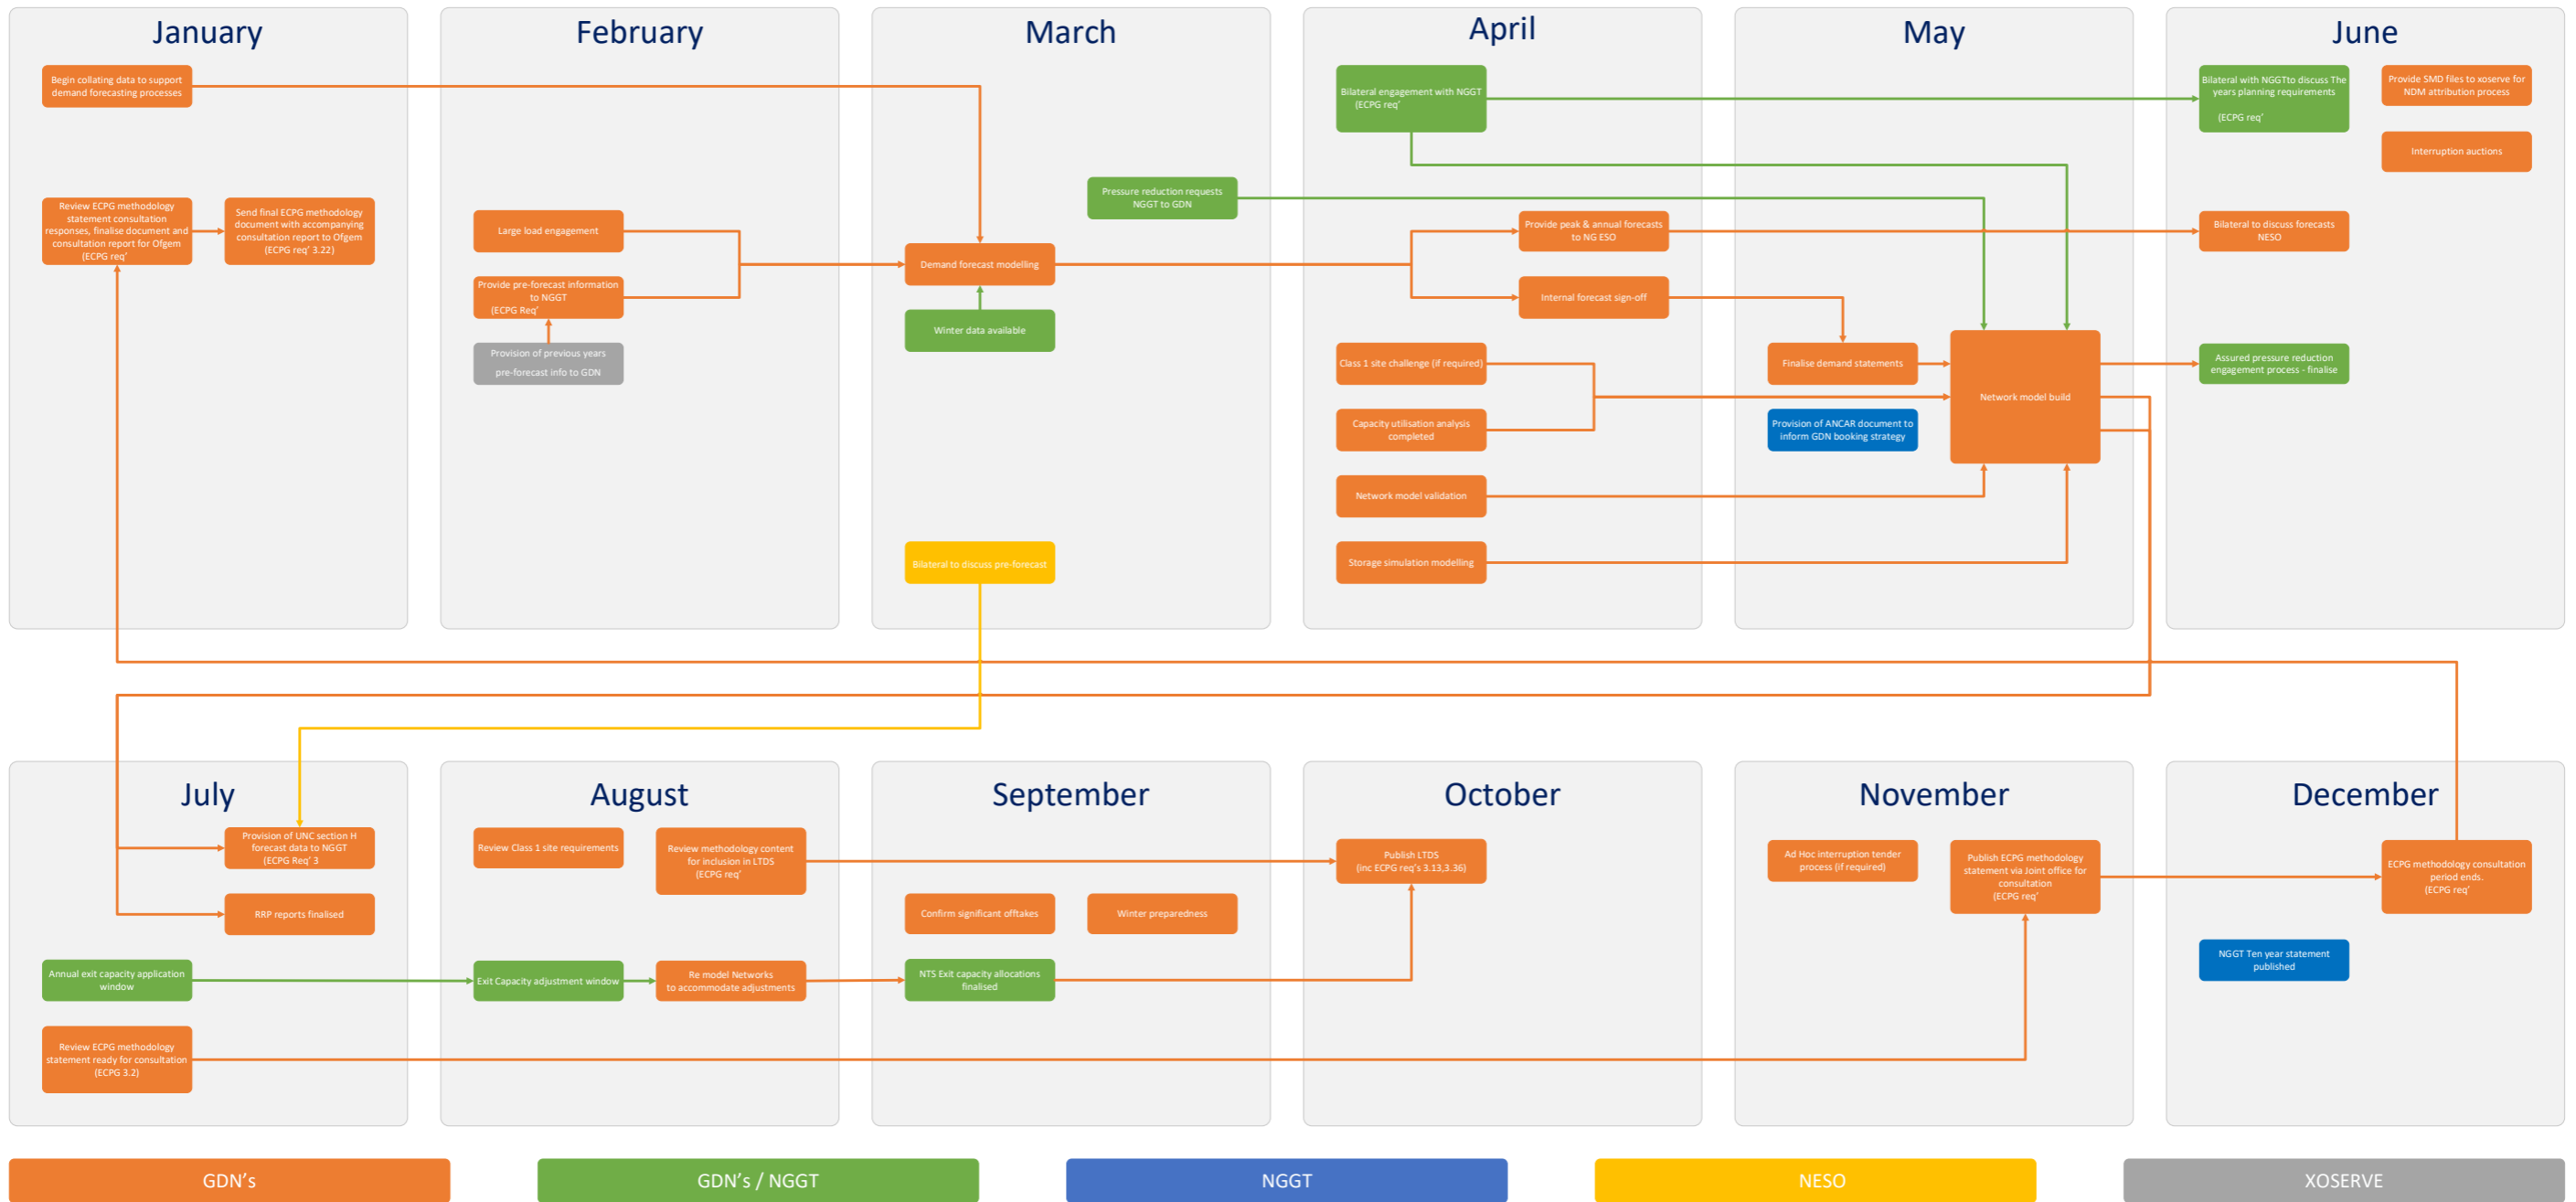 January
Begin collating data to support
demand forecasting processes
Review ECPG methodology
statement consultation
responses, finalise document and
consultation report for Ofgem
(ECPG req'
Send final ECPG methodology
document with accompanying
consultation report to Ofgem
(ECPG req' 3.22)
February
Large load engagement
Provide pre-forecast information
to NGGT
(ECPG Req'
Provision of previous years
pre-forecast info to GDN
March
Pressure reduction requests
NGGT to GDN
Demand forecast modelling
Winter data available
Bilateral to discuss pre-forecast
April
Bilateral engagement with NGGT
(ECPG req'
Provide peak & annual forecasts
to NG ESO
Internal forecast sign-off
Class 1 site challenge (if required)
Capacity utilisation analysis
completed
Network model validation
Storage simulation modelling
May
Finalise demand statements
Provision of ANCAR document to
inform GDN booking strategy
Network model build
June
Bilateral with NGGTto discuss The
years planning requirements
(ECPG req'
Provide SMD files to xoserve for
NDM attribution process
Interruption auctions
Bilateral to discuss forecasts
NESO
Assured pressure reduction
engagement process - finalise
July
Provision of UNC section H
forecast data to NGGT
(ECPG Req' 3
RRP reports finalised
Annual exit capacity application
window
Review ECPG methodology
statement ready for consultation
(ECPG 3.2)
August
Review Class 1 site requirements
Review methodology content
for inclusion in LTDS
(ECPG req'
Exit Capacity adjustment window
Re model Networks
to accommodate adjustments
September
Confirm significant offtakes
Winter preparedness
NTS Exit capacity allocations
finalised
October
Publish LTDS
(inc ECPG req's 3.13,3.36)
November
Ad Hoc interruption tender
process (if required)
Publish ECPG methodology
statement via Joint office for
consultation
(ECPG req'
December
ECPG methodology consultation
period ends.
(ECPG req'
NGGT Ten year statement
published
GDN's
GDN's / NGGT
NGGT
NESO
XOSERVE